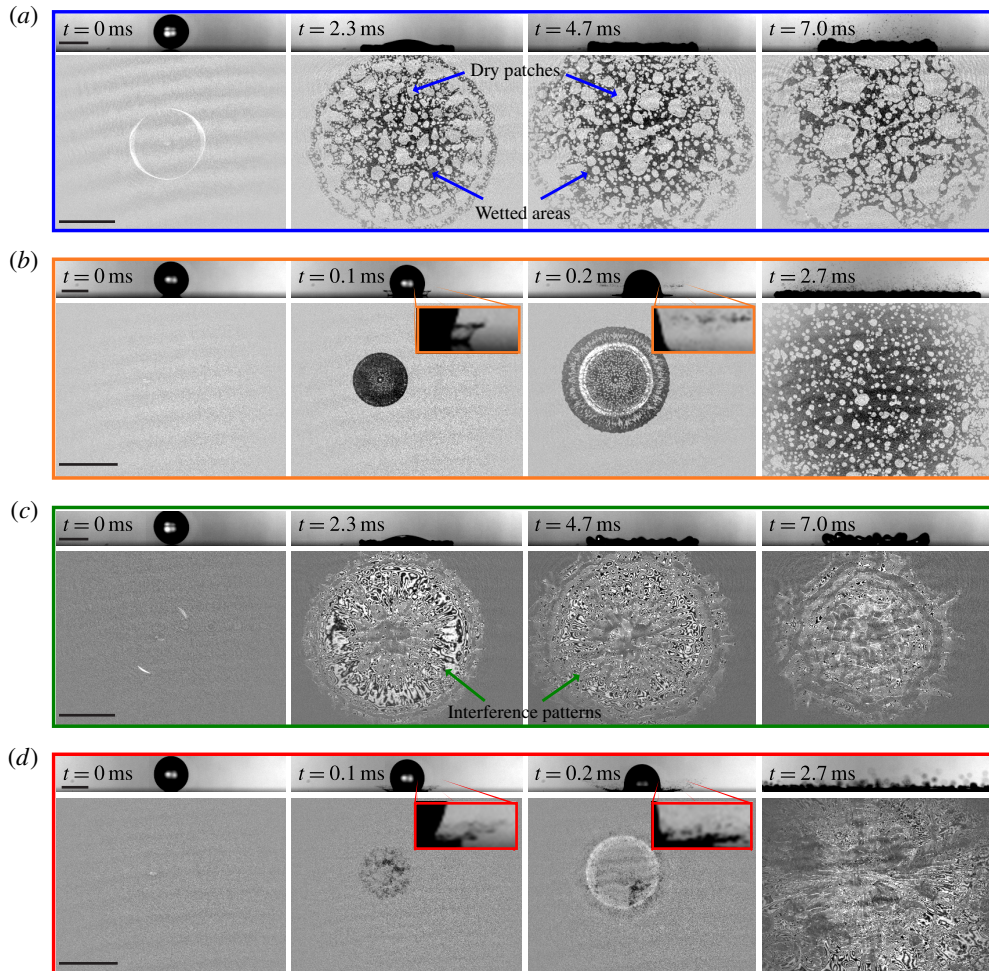 (a)
t = 0 ms
t = 2.3 ms
t = 4.7 ms
t = 7.0 ms
Dry patches
Wetted areas
(b)
t = 0 ms
t = 0.1 ms
t = 0.2 ms
t = 2.7 ms
(c)
t = 0 ms
t = 2.3 ms
t = 4.7 ms
t = 7.0 ms
Interference patterns
(d)
t = 0 ms
t = 0.1 ms
t = 0.2 ms
t = 2.7 ms